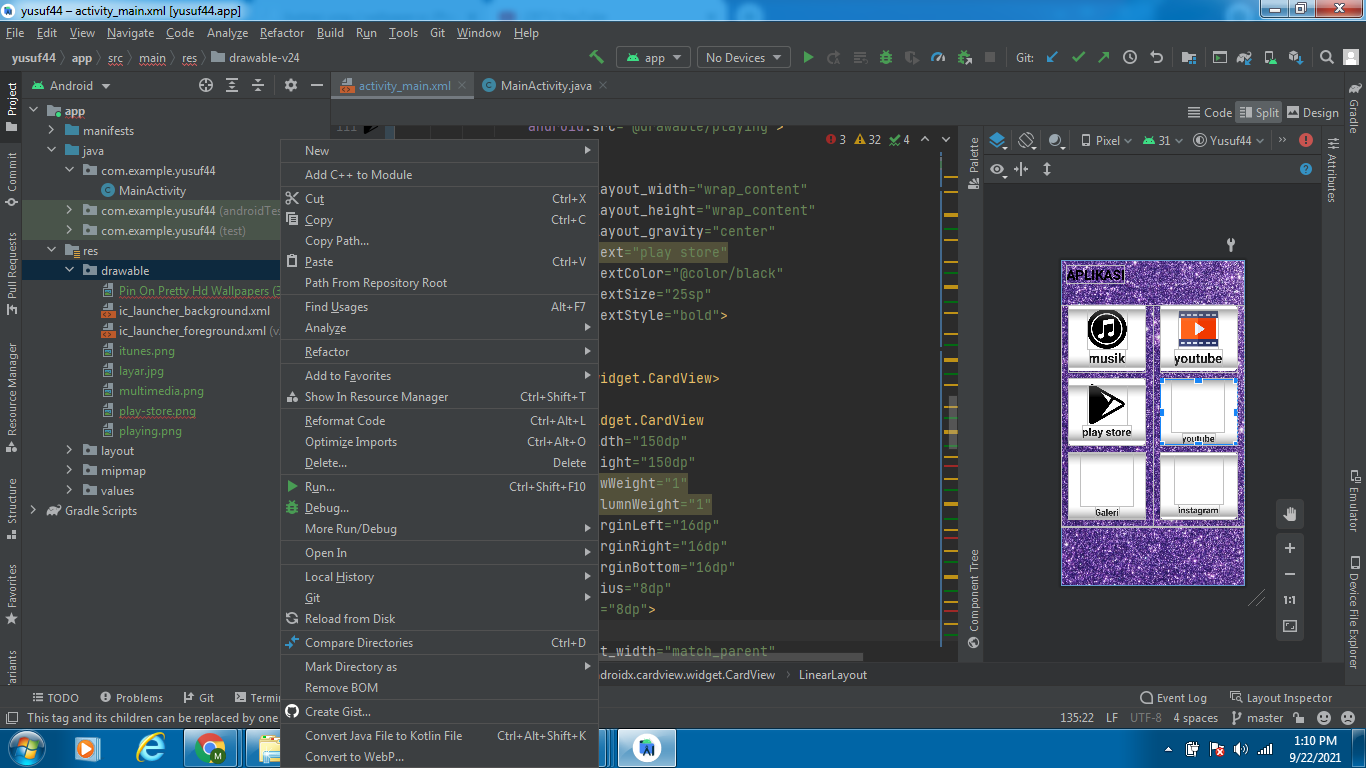 yusuf44 – activity_main.xml [yusuf44.app]
File Edit View Navigate Code Analyze Refactor Build Run Tools Git Window Help
yusuf44 app src main res drawable-v24
app No Devices Git:
Android
activity_main.xml MainActivity.java
Code Split Design
Project
Commit
Pull Requests
Resource Manager
Structure
Favorites
app
manifests
java
com.example.yusuf44
MainActivity
com.example.yusuf44 (androidTes
com.example.yusuf44 (test)
res
drawable
Pin On Pretty Hd Wallpapers (3
ic_launcher_background.xml
ic_launcher_foreground.xml (v
itunes.png
layar.jpg
multimedia.png
play-store.png
playing.png
layout
mipmap
values
Gradle Scripts
New
Add C++ to Module
Cut Ctrl+X
Copy Ctrl+C
Copy Path...
Paste Ctrl+V
Path From Repository Root
Find Usages Alt+F7
Analyze
Refactor
Add to Favorites
Show In Resource Manager Ctrl+Shift+T
Reformat Code Ctrl+Alt+L
Optimize Imports Ctrl+Alt+O
Delete... Delete
Run... Ctrl+Shift+F10
Debug...
More Run/Debug
Open In
Local History
Git
Reload from Disk
Compare Directories Ctrl+D
Mark Directory as
Remove BOM
Create Gist...
Convert Java File to Kotlin File Ctrl+Alt+Shift+K
Convert to WebP...
android:src="@drawable/playing">
3 32 4
ayout_width="wrap_content"
ayout_height="wrap_content"
ayout_gravity="center"
ext="play store"
extColor="@color/black"
extSize="25sp"
extStyle="bold">
widget.CardView>
widget.CardView
dth="150dp"
ight="150dp"
wWeight="1"
lumnWeight="1"
rginLeft="16dp"
rginRight="16dp"
rginBottom="16dp"
ius="8dp"
="8dp">
t_width="match_parent"
Palette
Component Tree
Pixel 31 Yusuf44
APLIKASI
musik youtube
play store youtube
Galeri instagram
1:1
Gradle
Attributes
Emulator
Device File Explorer
ndroidx.cardview.widget.CardView LinearLayout
TODO Problems Git Termi
Event Log Layout Inspector
This tag and its children can be replaced by one
135:22 LF UTF-8 4 spaces master
1:10 PM
9/22/2021